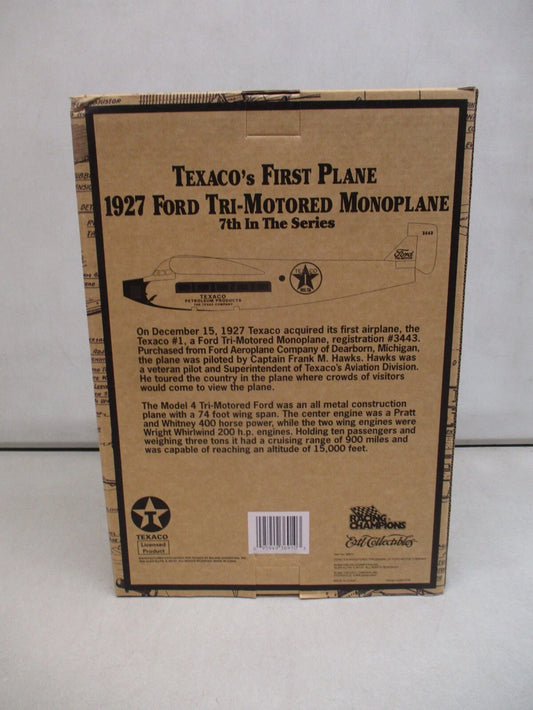 TEXACO's FIRST PLANE
1927 FORD TRI-MOTORED MONOPLANE
7th In The Series
3443
Ford
TEXACO
NO. 1
TEXACO
PETROLEUM PRODUCTS
THE TEXAS COMPANY
On December 15, 1927 Texaco acquired its first airplane, the
Texaco #1, a Ford Tri-Motored Monoplane, registration #3443.
Purchased from Ford Aeroplane Company of Dearborn, Michigan,
the plane was piloted by Captain Frank M. Hawks. Hawks was
a veteran pilot and Superintendent of Texaco's Aviation Division.
He toured the country in the plane where crowds of visitors
would come to view the plane.
The Model 4 Tri-Motored Ford was an all metal construction
plane with a 74 foot wing span. The center engine was a Pratt
and Whitney 400 horse power, while the two wing engines were
Wright Whirlwind 200 h.p. engines. Holding ten passengers and
weighing three tons it had a cruising range of 900 miles and
was capable of reaching an altitude of 15,000 feet.
T
TEXACO
Licensed
Product
RACING
CHAMPIONS
Ertl Collectibles